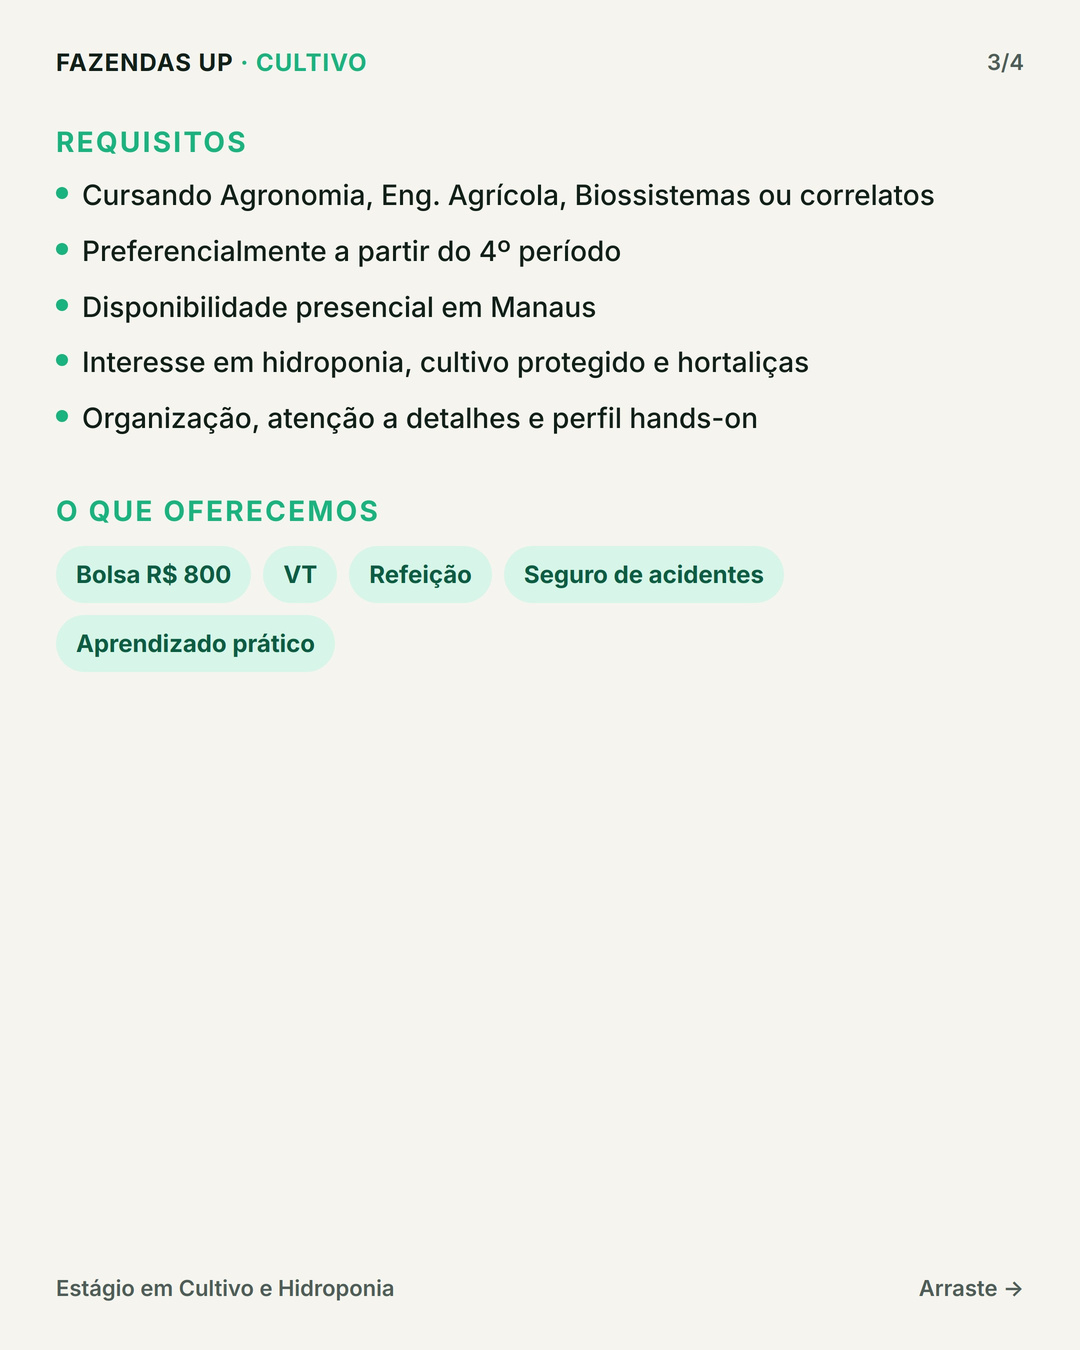 FAZENDAS UP · CULTIVO
3/4
REQUISITOS
Cursando Agronomia, Eng. Agrícola, Biossistemas ou correlatos
Preferencialmente a partir do 4º período
Disponibilidade presencial em Manaus
Interesse em hidroponia, cultivo protegido e hortaliças
Organização, atenção a detalhes e perfil hands-on
O QUE OFERECEMOS
Bolsa R$ 800 VT Refeição Seguro de acidentes
Aprendizado prático
Estágio em Cultivo e Hidroponia
Arraste →